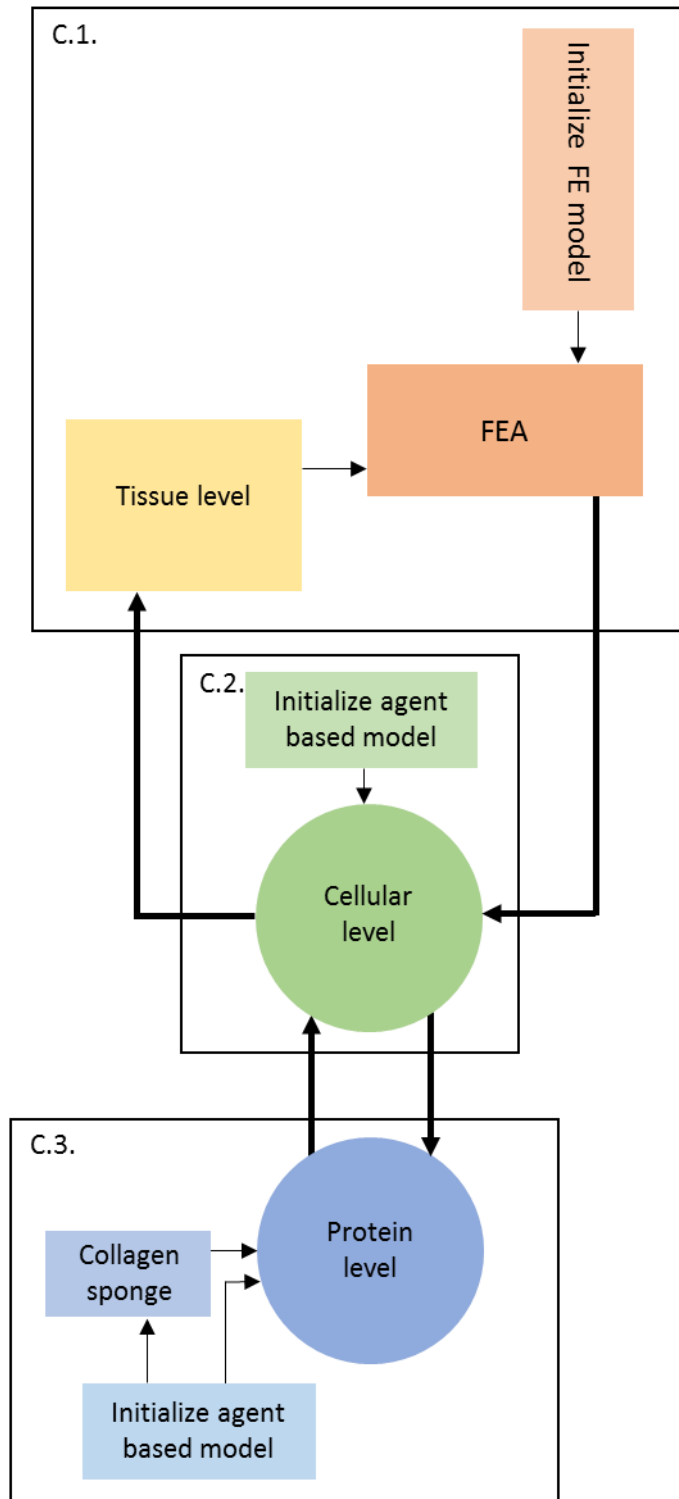 C.1.
Initialize FE model
FEA
Tissue level
C.2.
Initialize agent
based model
Cellular
level
C.3.
Protein
level
Collagen
sponge
Initialize agent
based model